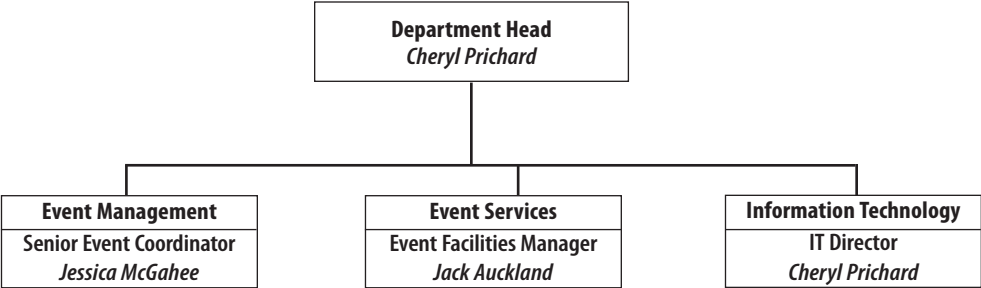 Department Head
Cheryl Prichard
Event Management
Senior Event Coordinator
Jessica McGahee
Event Services
Event Facilities Manager
Jack Auckland
Information Technology
IT Director
Cheryl Prichard